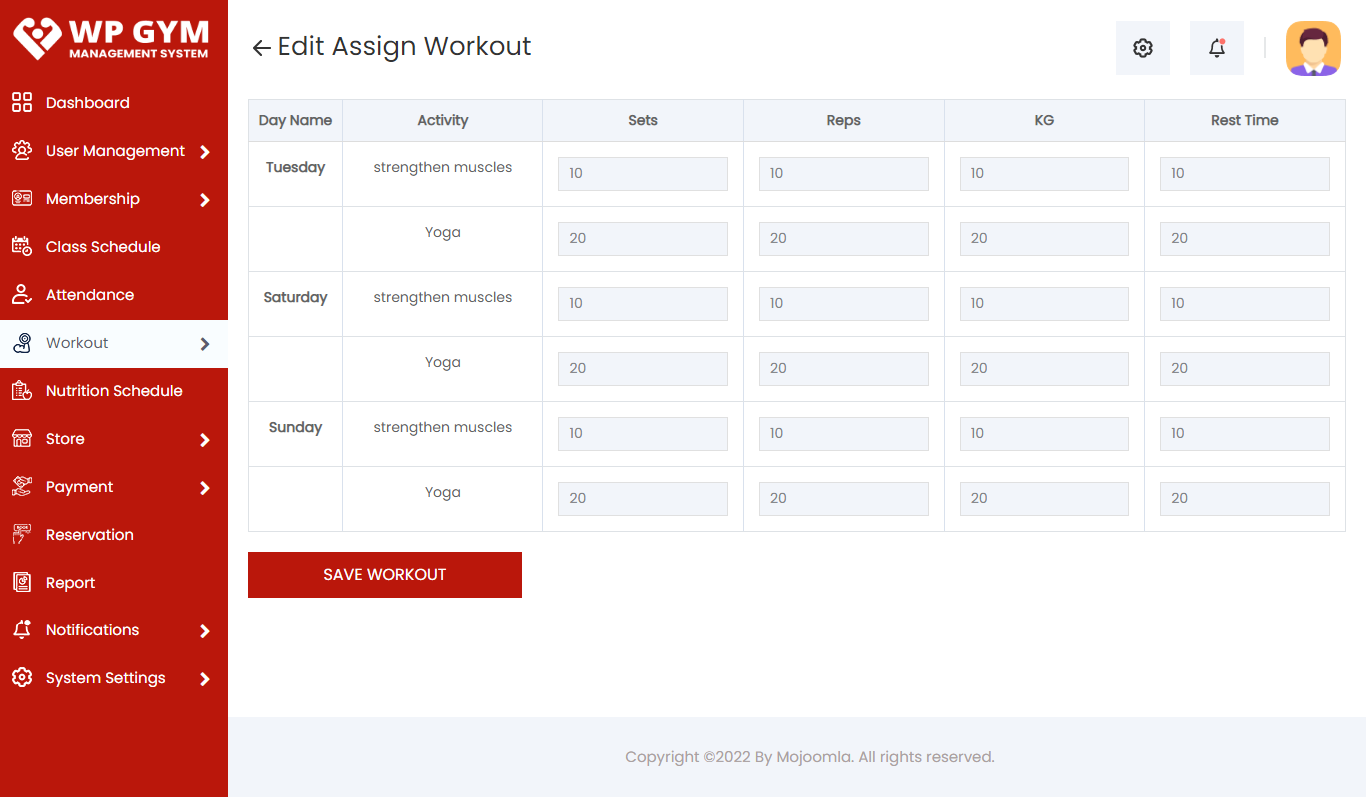 WP GYM
MANAGEMENT SYSTEM
Dashboard
User Management
Membership
Class Schedule
Attendance
Workout
Nutrition Schedule
Store
Payment
Reservation
Report
Notifications
System Settings
Edit Assign Workout
Day Name Activity Sets Reps KG Rest Time
Tuesday strengthen muscles 10 10 10 10
Yoga 20 20 20 20
Saturday strengthen muscles 10 10 10 10
Yoga 20 20 20 20
Sunday strengthen muscles 10 10 10 10
Yoga 20 20 20 20
SAVE WORKOUT
Copyright ©2022 By Mojoomla. All rights reserved.